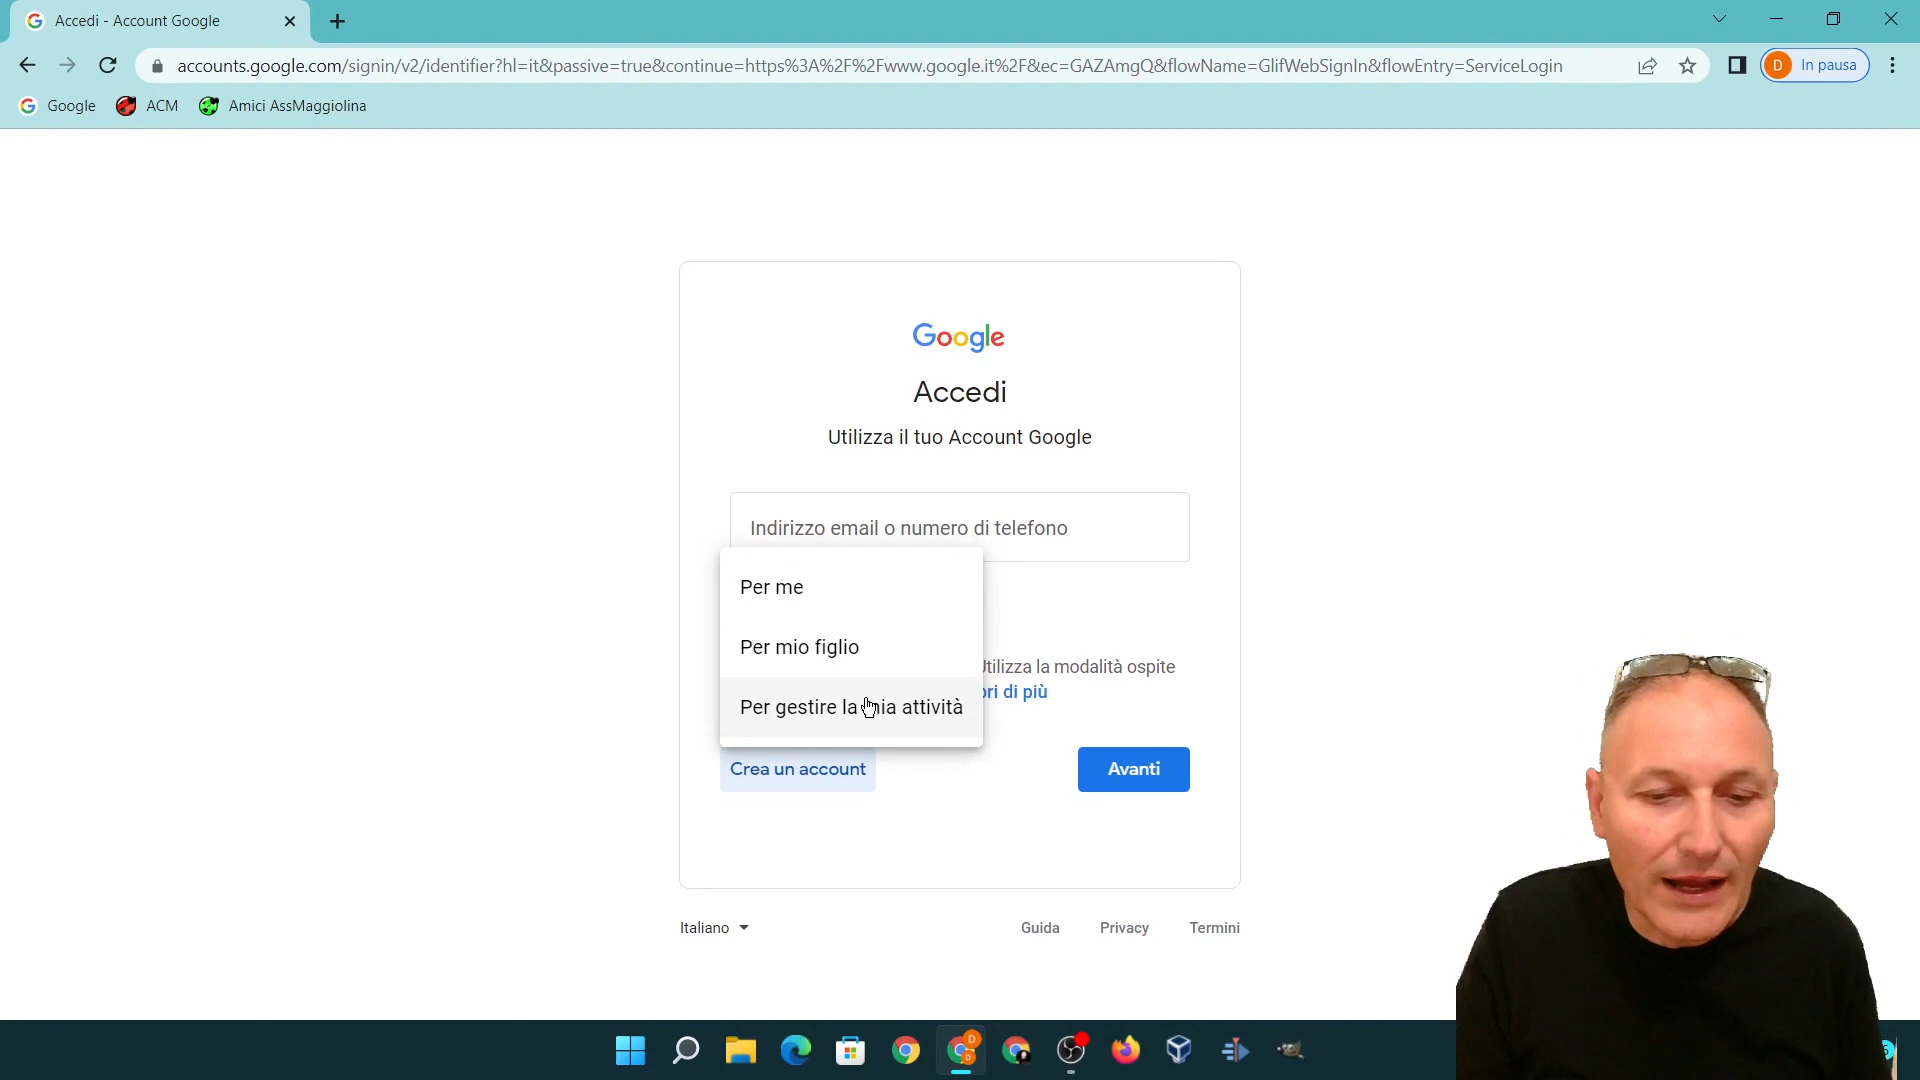 Accedi - Account Google
accounts.google.com/signin/v2/identifier?hl=it&passive=true&continue=https%3A%2F%2Fwww.google.it%2F&ec=GAZAmgQ&flowName=GlifWebSignIn&flowEntry=ServiceLogin
D In pausa
Google ACM Amici AssMaggiolina
Google
Accedi
Utilizza il tuo Account Google
Indirizzo email o numero di telefono
Per me
Per mio figlio
Utilizza la modalità ospite
di più
Per gestire la mia attività
Crea un account
Avanti
Italiano
Guida Privacy Termini